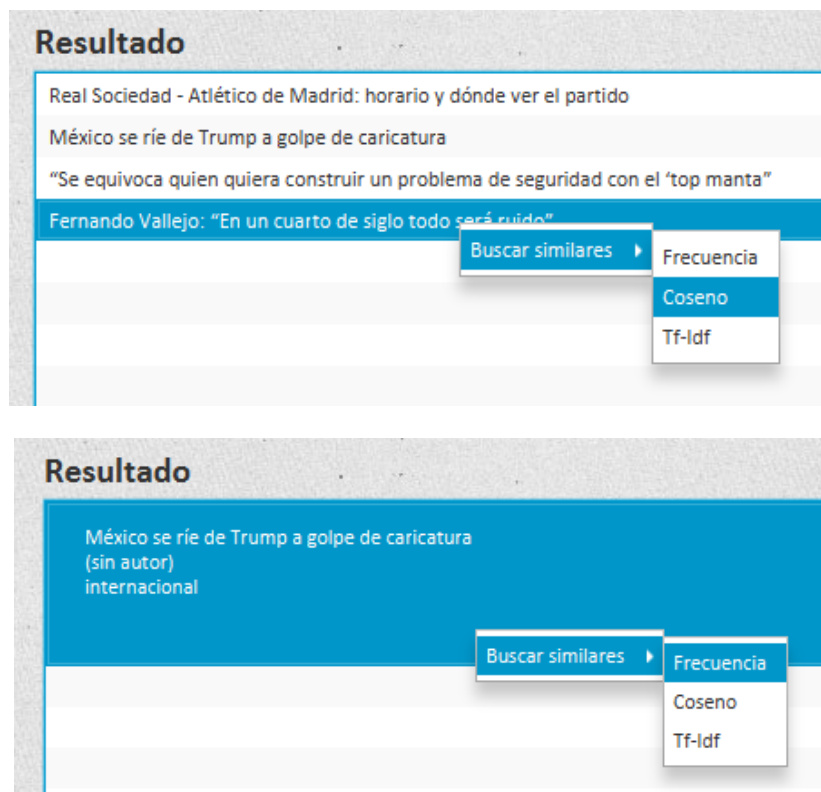 Resultado
Real Sociedad - Atlético de Madrid: horario y dónde ver el partido
México se ríe de Trump a golpe de caricatura
“Se equivoca quien quiera construir un problema de seguridad con el ‘top manta”
Fernando Vallejo: “En un cuarto de siglo todo será ruido”
Buscar similares
Frecuencia
Coseno
Tf-Idf
Resultado
México se ríe de Trump a golpe de caricatura
(sin autor)
internacional
Buscar similares
Frecuencia
Coseno
Tf-Idf